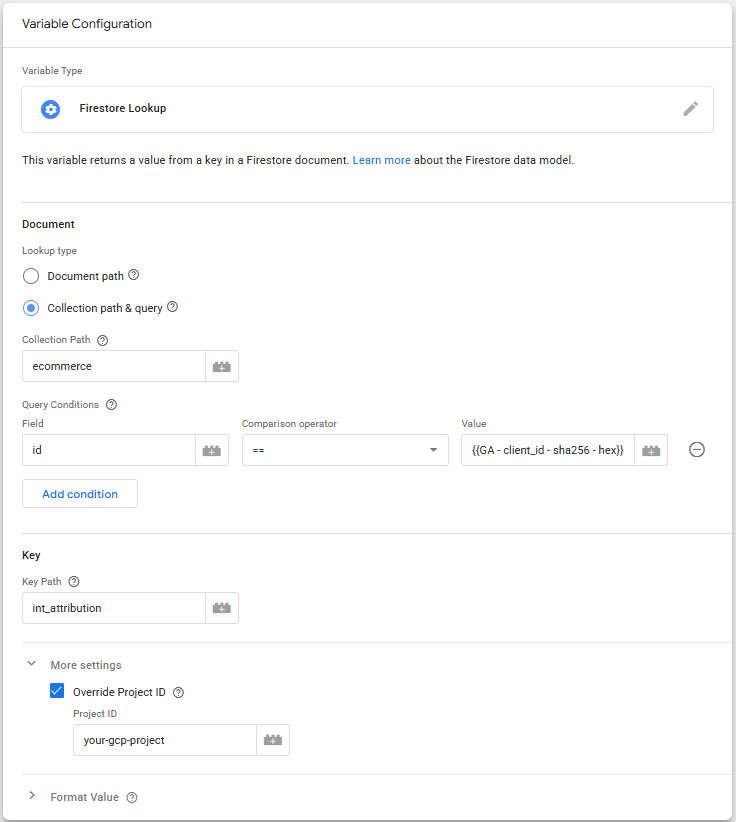 Variable Configuration
Variable Type
Firestore Lookup
This variable returns a value from a key in a Firestore document. Learn more about the Firestore data model.
Document
Lookup type
Document path
Collection path & query
Collection Path
ecommerce
Query Conditions
Field Comparison operator Value
id == {{GA - client_id - sha256 - hex}}
Add condition
Key
Key Path
int_attribution
More settings
Override Project ID
Project ID
your-gcp-project
Format Value